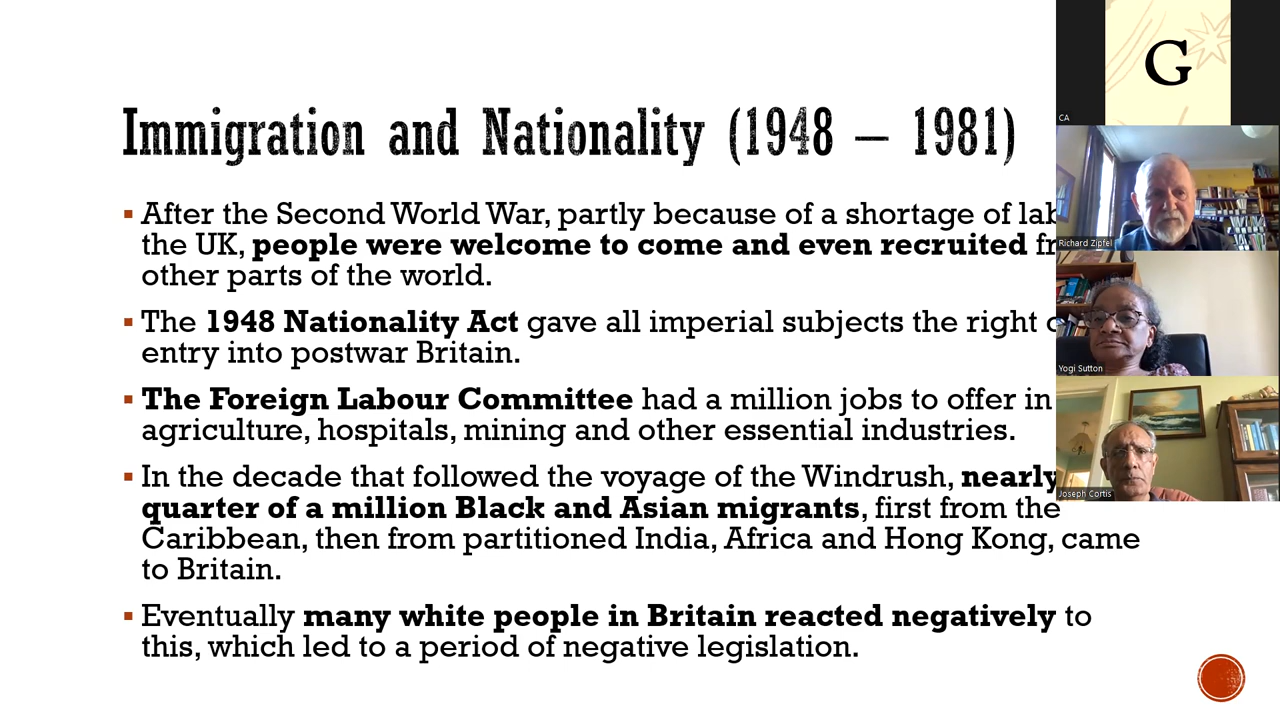 Immigration and Nationality (1948 – 1981)
▪ After the Second World War, partly because of a shortage of
the UK, people were welcome to come and even recruited
other parts of the world.
▪ The 1948 Nationality Act gave all imperial subjects the right
entry into postwar Britain.
▪ The Foreign Labour Committee had a million jobs to offer in
agriculture, hospitals, mining and other essential industries.
▪ In the decade that followed the voyage of the Windrush, nearly
quarter of a million Black and Asian migrants, first from the
Caribbean, then from partitioned India, Africa and Hong Kong, came
to Britain.
▪ Eventually many white people in Britain reacted negatively to
this, which led to a period of negative legislation.
G
CA
Richard Zipfel
Yogi Sutton
Joseph Cortis